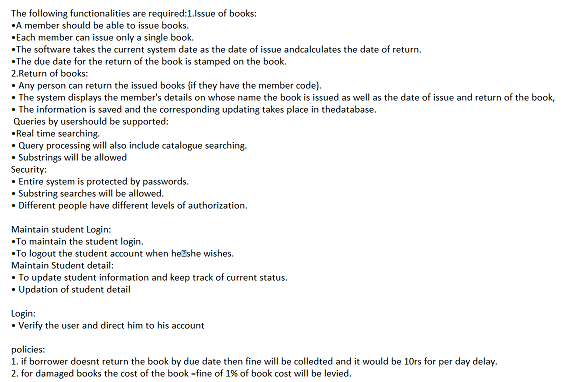 The following functionalities are required:1.Issue of books:
•A member should be able to issue books.
•Each member can issue only a single book.
•The software takes the current system date as the date of issue andcalculates the date of return.
•The due date for the return of the book is stamped on the book.
2.Return of books:
• Any person can return the issued books (if they have the member code).
• The system displays the member's details on whose name the book is issued as well as the date of issue and return of the book,
• The information is saved and the corresponding updating takes place in thedatabase.
Queries by usershould be supported:
•Real time searching.
• Query processing will also include catalogue searching.
• Substrings will be allowed
Security:
• Entire system is protected by passwords.
• Substring searches will be allowed.
• Different people have different levels of authorization.
Maintain student Login:
•To maintain the student login.
•To logout the student account when he⍰she wishes.
Maintain Student detail:
• To update student information and keep track of current status.
• Updation of student detail
Login:
• Verify the user and direct him to his account
policies:
1. if borrower doesnt return the book by due date then fine will be colledted and it would be 10rs for per day delay.
2. for damaged books the cost of the book =fine of 1% of book cost will be levied.